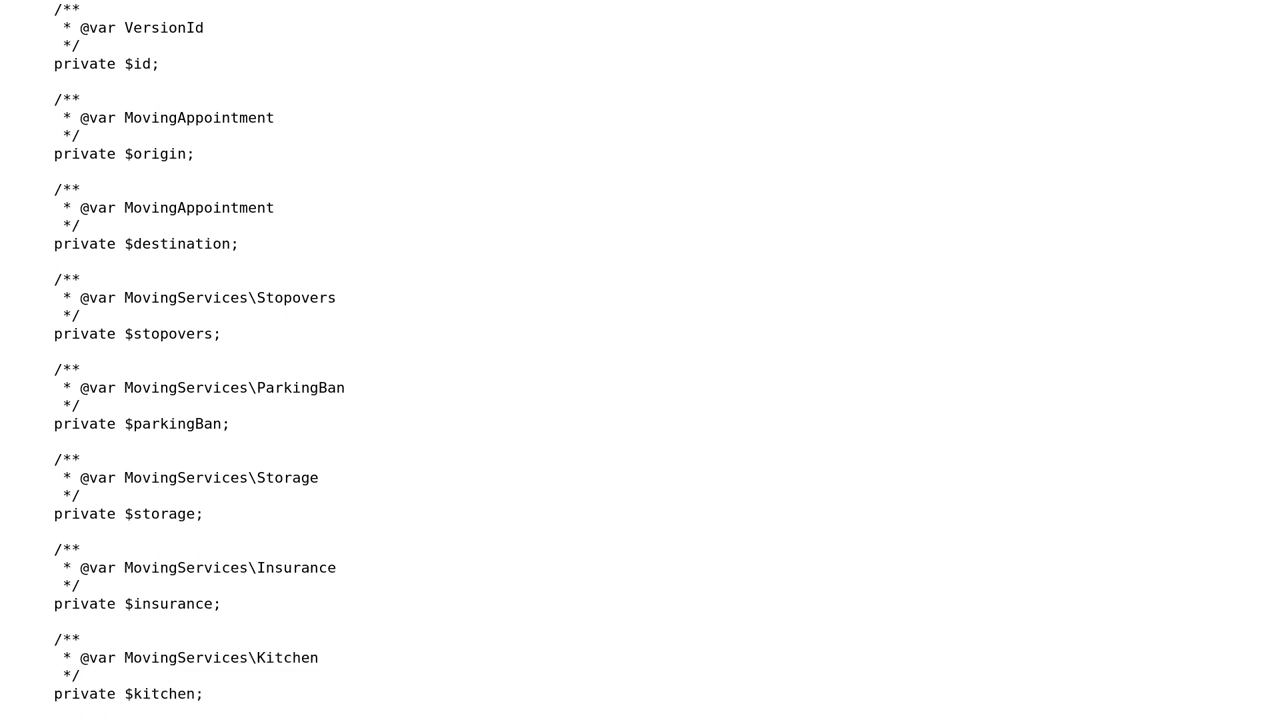 /**
 * @var VersionId
 */
private $id;

/**
 * @var MovingAppointment
 */
private $origin;

/**
 * @var MovingAppointment
 */
private $destination;

/**
 * @var MovingServices\Stopovers
 */
private $stopovers;

/**
 * @var MovingServices\ParkingBan
 */
private $parkingBan;

/**
 * @var MovingServices\Storage
 */
private $storage;

/**
 * @var MovingServices\Insurance
 */
private $insurance;

/**
 * @var MovingServices\Kitchen
 */
private $kitchen;